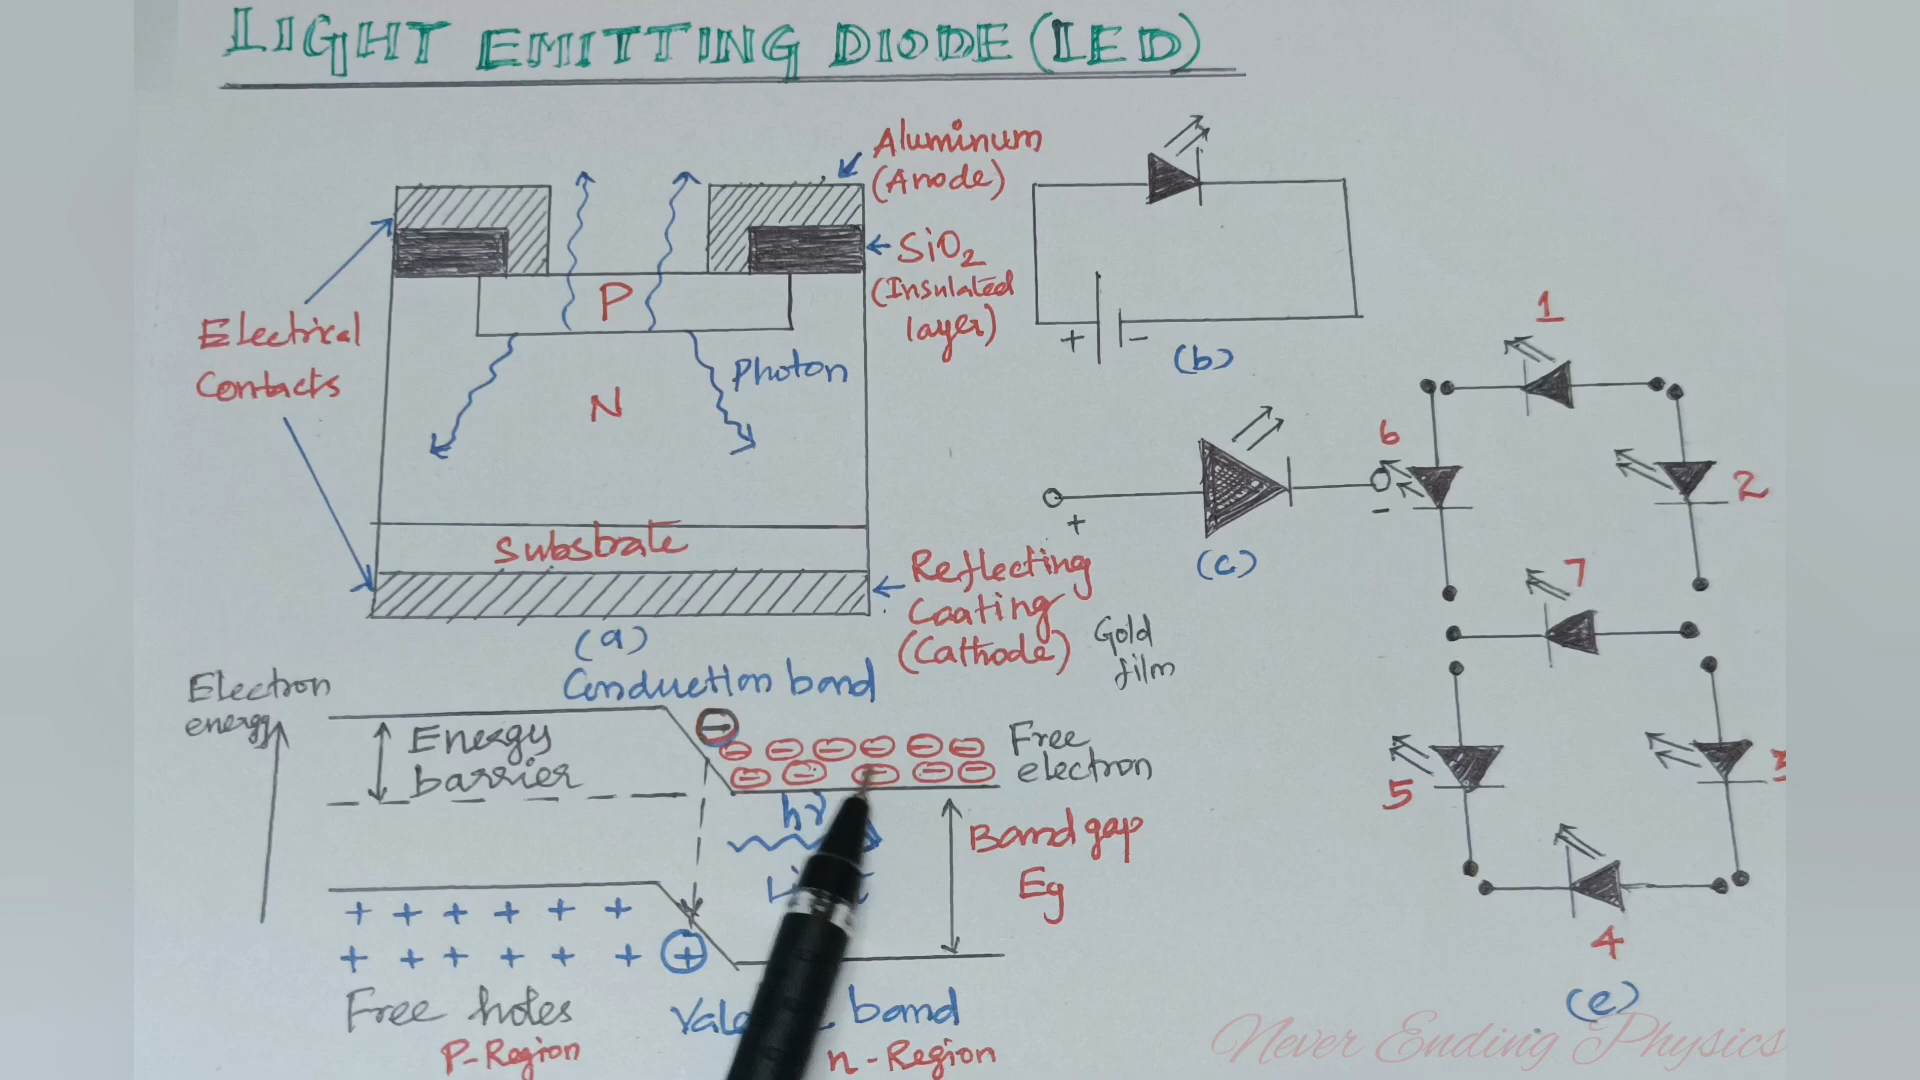 LIGHT EMITTING DIODE (LED)
Aluminum
(Anode)
SiO2
(Insulated
layer)
Electrical
Contacts
P
N
Photon
Substrate
Reflecting
Coating
(Cathode)
Gold
film
(a)
+ -
(b)
+ -
(c)
1
2
3
4
5
6
7
(e)
Conduction band
Electron
energy
Energy
barrier
Free
electron
hν
Band gap
Eg
+ + + + + +
+ + + + + + +
Free holes
band
P-Region
n-Region
Never Ending Physics